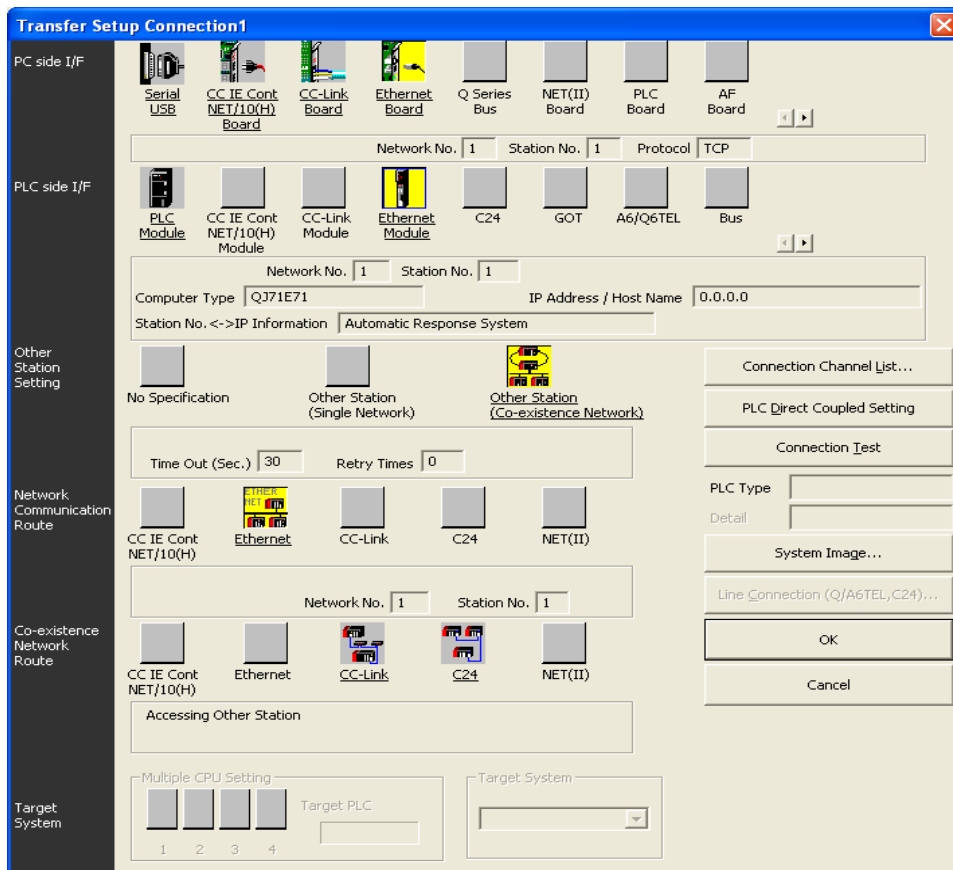 Transfer Setup Connection1
PC side I/F
Serial
USB
CC IE Cont
NET/10(H)
Board
CC-Link
Board
Ethernet
Board
Q Series
Bus
NET(II)
Board
PLC
Board
AF
Board
Network No. 1 Station No. 1 Protocol TCP
PLC side I/F
PLC
Module
CC IE Cont
NET/10(H)
Module
CC-Link
Module
Ethernet
Module
C24
GOT
A6/Q6TEL
Bus
Network No. 1 Station No. 1
Computer Type QJ71E71 IP Address / Host Name 0.0.0.0
Station No.<->IP Information Automatic Response System
Other
Station
Setting
No Specification
Other Station
(Single Network)
Other Station
(Co-existence Network)
Time Out (Sec.) 30 Retry Times 0
Connection Channel List...
PLC Direct Coupled Setting
Connection Test
PLC Type
Detail
System Image...
Line Connection (Q/A6TEL,C24)...
OK
Cancel
Network
Communication
Route
CC IE Cont
NET/10(H)
ETHER
NET
Ethernet
CC-Link
C24
NET(II)
Network No. 1 Station No. 1
Co-existence
Network
Route
CC IE Cont
NET/10(H)
Ethernet
CC-Link
C24
NET(II)
Accessing Other Station
Target
System
Multiple CPU Setting
1 2 3 4
Target PLC
Target System